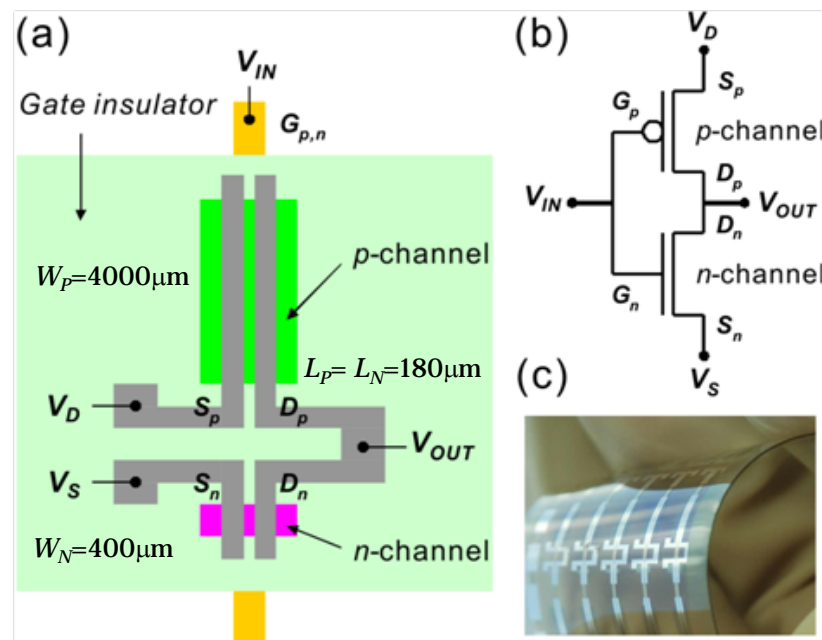 (a)
V_IN
Gate insulator
G_p,n
W_P=4000μm
p-channel
L_P= L_N=180μm
V_D
S_p
D_p
V_OUT
V_S
S_n
D_n
W_N=400μm
n-channel
(b)
V_D
S_p
G_p
p-channel
D_p
V_IN
V_OUT
D_n
n-channel
G_n
S_n
V_S
(c)